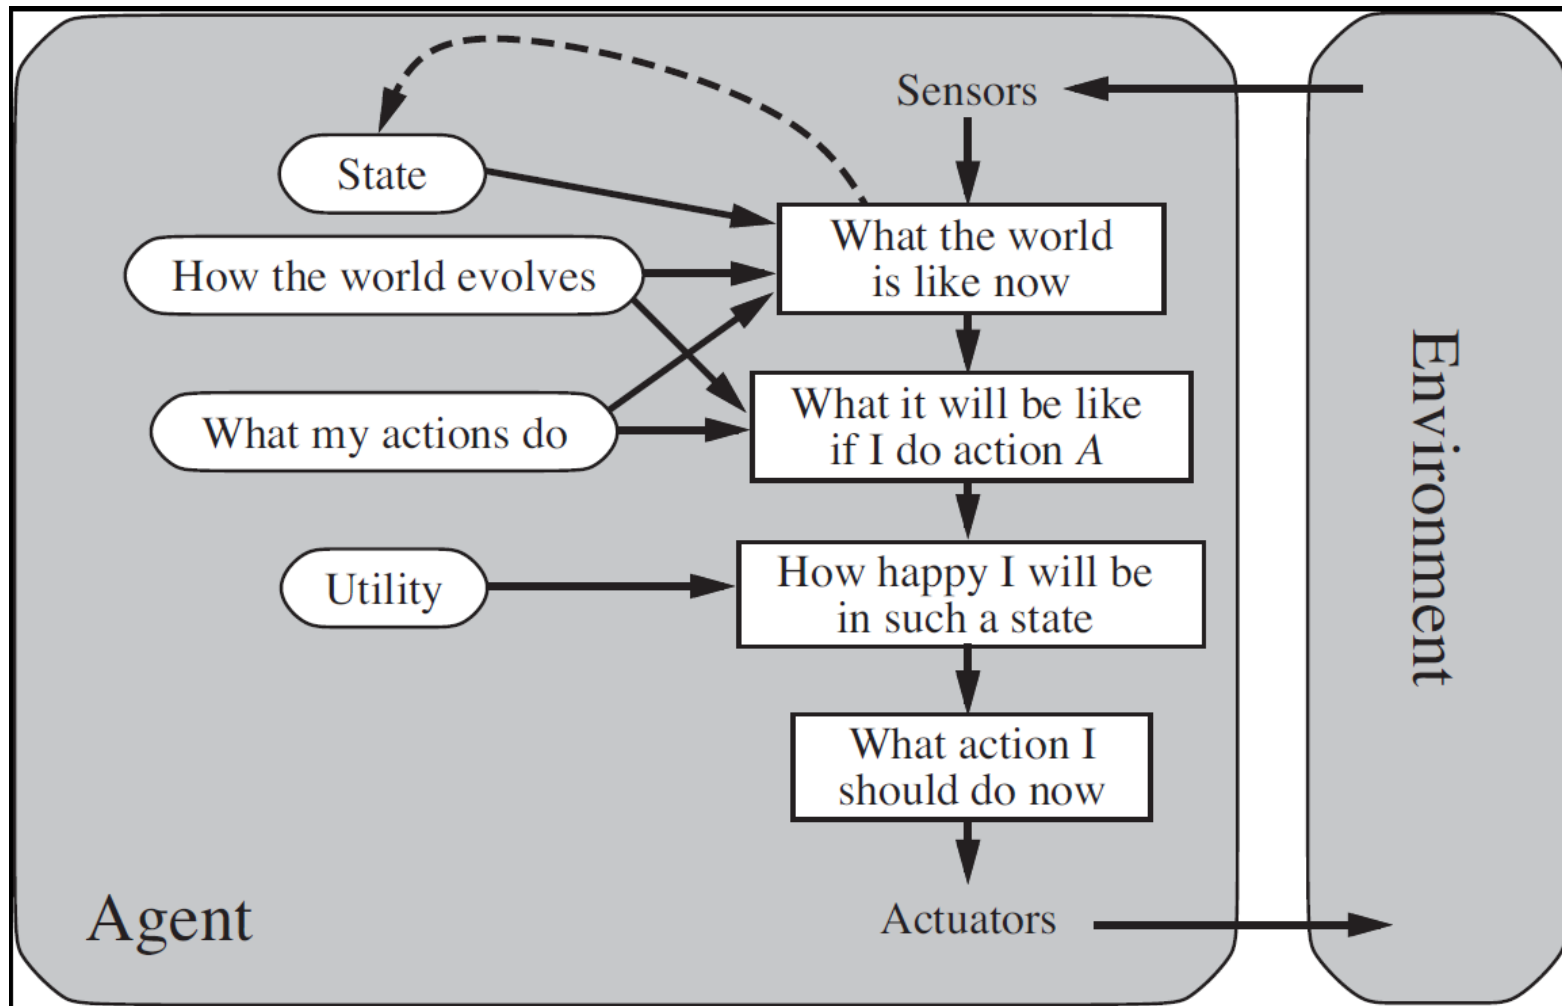 Sensors
State
What the world
is like now
How the world evolves
What my actions do
What it will be like
if I do action A
Utility
How happy I will be
in such a state
What action I
should do now
Agent
Actuators
Environment